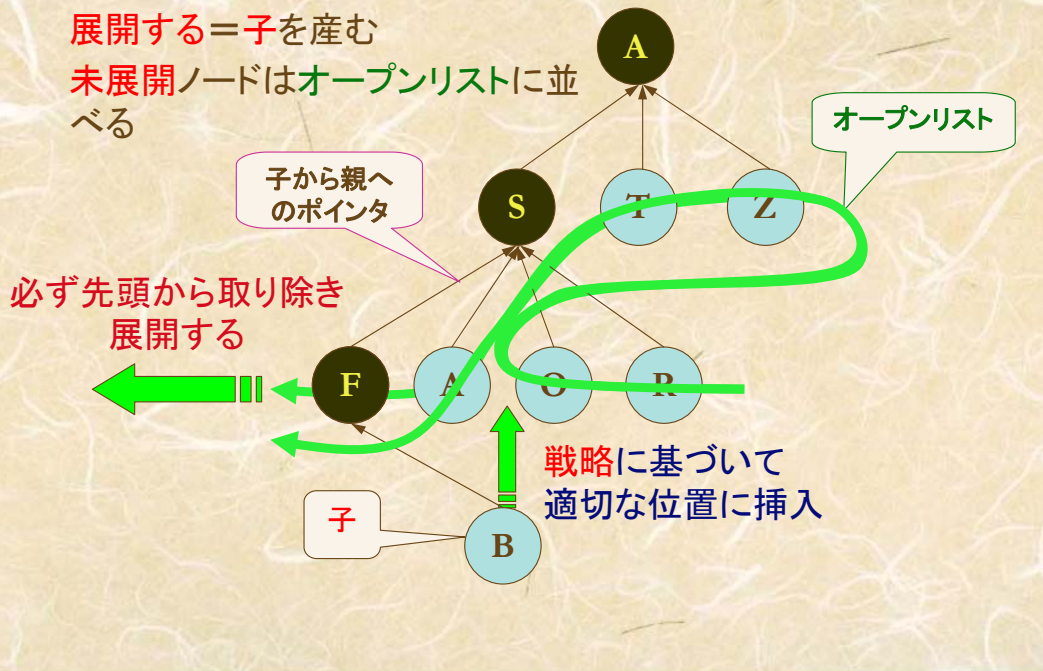 展開する＝子を産む
未展開ノードはオープンリストに並
べる
A
オープンリスト
子から親へ
のポインタ
S
T
Z
必ず先頭から取り除き
展開する
F
A
O
R
戦略に基づいて
適切な位置に挿入
子
B